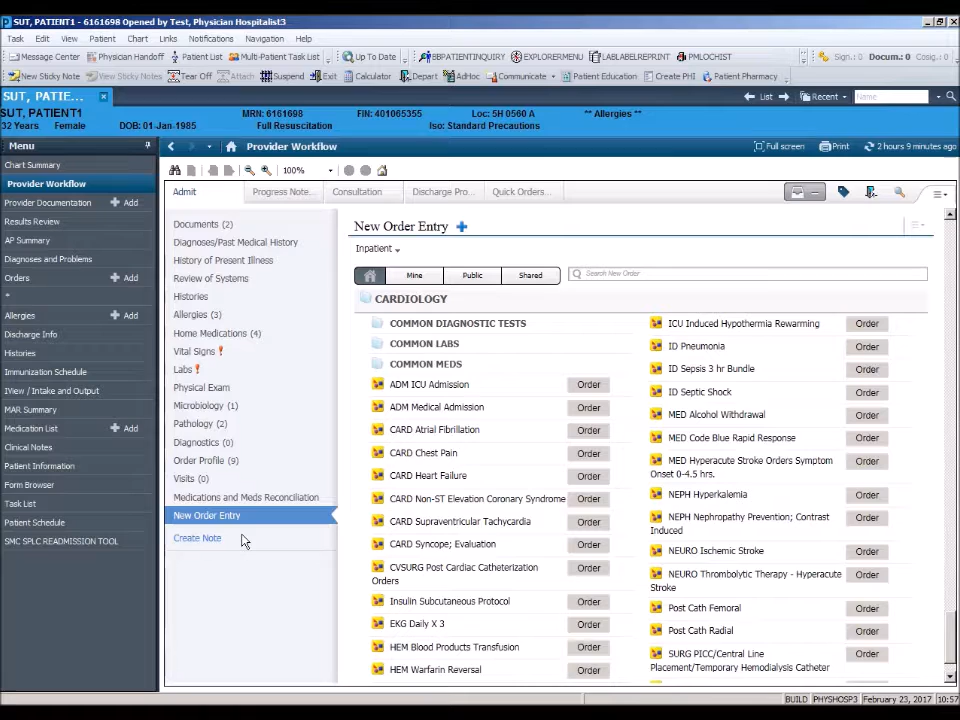 SUT, PATIENT1 - 6161698 Opened by Test, Physician Hospitalist3
Task Edit View Patient Chart Links Notifications Navigation Help
Message Center Physician Handoff Patient List Multi-Patient Task List Up To Date BBPATIENTINQUIRY EXPLORERMENU LABLABELREPRINT PMLOCHIST Sign.: 0 Docum.: 0 Cosig.: 0
New Sticky Note View Sticky Notes Tear Off Attach Suspend Exit Calculator Depart AdHoc Communicate Patient Education Create PHI Patient Pharmacy
SUT, PATIE... List Recent Name
SUT, PATIENT1 MRN: 6161698 FIN: 401065355 Loc: 5H 0560 A ** Allergies **
32 Years Female DOB: 01-Jan-1985 Full Resuscitation Iso: Standard Precautions
Menu
Chart Summary
Provider Workflow
Provider Documentation Add
Results Review
AP Summary
Diagnoses and Problems
Orders Add
*
Allergies Add
Discharge Info
Histories
Immunization Schedule
IView / Intake and Output
MAR Summary
Medication List Add
Clinical Notes
Patient Information
Form Browser
Task List
Patient Schedule
SMC SPLC READMISSION TOOL
Provider Workflow Full screen Print 2 hours 9 minutes ago
100%
Admit Progress Note... Consultation Discharge Pro... Quick Orders...
Documents (2)
Diagnoses/Past Medical History
History of Present Illness
Review of Systems
Histories
Allergies (3)
Home Medications (4)
Vital Signs !
Labs !
Physical Exam
Microbiology (1)
Pathology (2)
Diagnostics (0)
Order Profile (9)
Visits (0)
Medications and Meds Reconciliation
New Order Entry
Create Note
New Order Entry
Inpatient
Mine Public Shared Search New Order
CARDIOLOGY
COMMON DIAGNOSTIC TESTS
COMMON LABS
COMMON MEDS
ADM ICU Admission Order
ADM Medical Admission Order
CARD Atrial Fibrillation Order
CARD Chest Pain Order
CARD Heart Failure Order
CARD Non-ST Elevation Coronary Syndrome Order
CARD Supraventricular Tachycardia Order
CARD Syncope; Evaluation Order
CVSURG Post Cardiac Catheterization Order
Orders
Insulin Subcutaneous Protocol Order
EKG Daily X 3 Order
HEM Blood Products Transfusion Order
HEM Warfarin Reversal Order
ICU Induced Hypothermia Rewarming Order
ID Pneumonia Order
ID Sepsis 3 hr Bundle Order
ID Septic Shock Order
MED Alcohol Withdrawal Order
MED Code Blue Rapid Response Order
MED Hyperacute Stroke Orders Symptom Order
Onset 0-4.5 hrs.
NEPH Hyperkalemia Order
NEPH Nephropathy Prevention; Contrast Order
Induced
NEURO Ischemic Stroke Order
NEURO Thrombolytic Therapy - Hyperacute Order
Stroke
Post Cath Femoral Order
Post Cath Radial Order
SURG PICC/Central Line Order
Placement/Temporary Hemodialysis Catheter
BUILD PHYSHOSP3 February 23, 2017 10:57